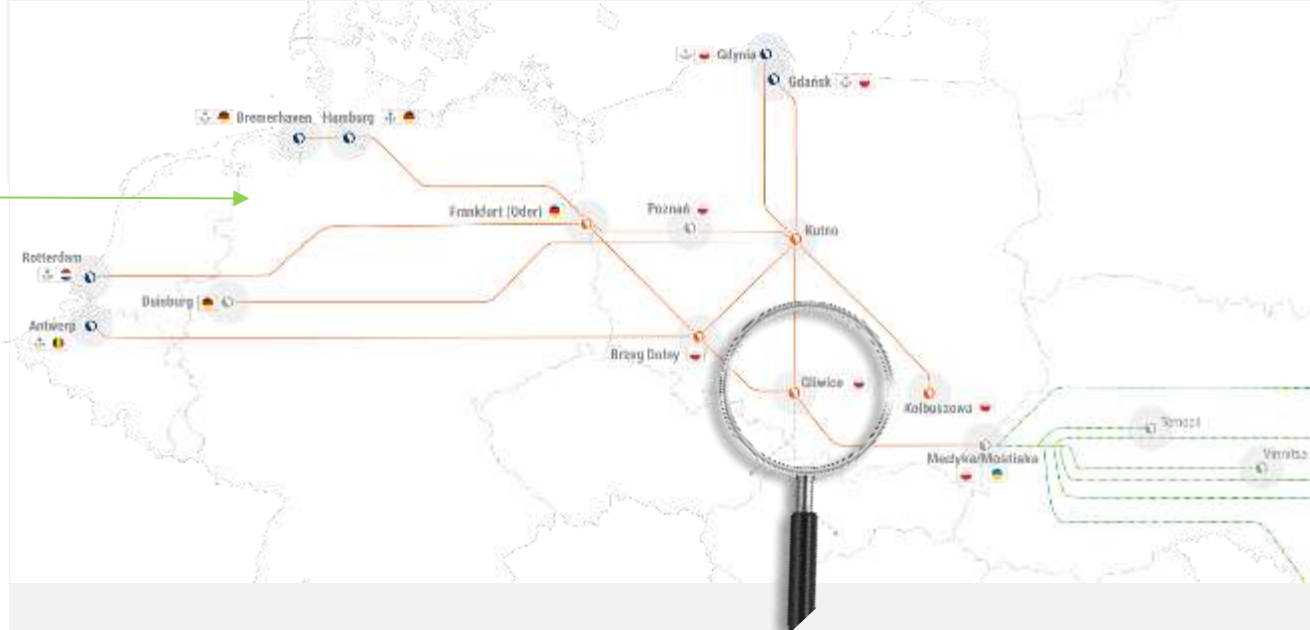 Gdynia
Gdańsk
Bremerhaven Hamburg
Frankfurt (Oder)
Poznań
Kutno
Rotterdam
Duisburg
Antwerp
Brzeg Dolny
Gliwice
Kolbuszowa
Medyka/Mostiska
Vinnitsa